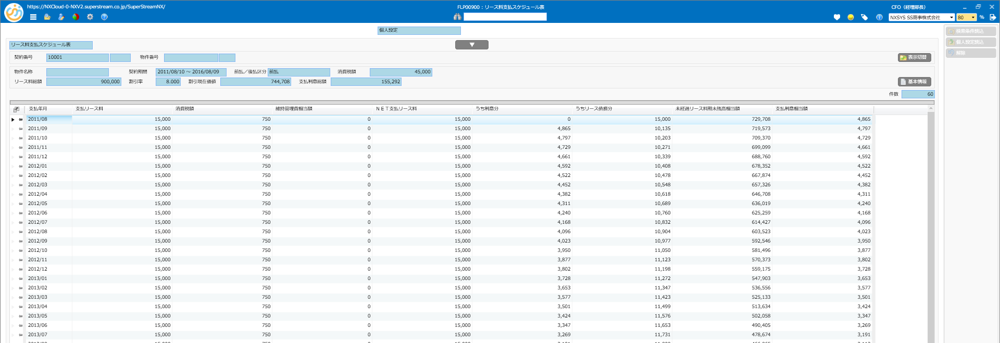 https://NXCloud-0-NXV2.superstream.co.jp/SuperStreamNX/
FLP00900：リース料支払スケジュール表
CFO（経理部長）
NXSYS SS商事株式会社 80 %
個人設定
検索条件読込
個人設定読込
解除
リース料支払スケジュール表
▼
契約番号 10001 物件番号
表示切替
物件名称 契約期間 2011/08/10 ～ 2016/08/09 前払／後払区分 前払 消費税額 45,000
リース料総額 900,000 割引率 8.000 割引現在価値 744,708 支払利息総額 155,292
基本情報
件数 60
支払年月 支払リース料 消費税額 維持管理費相当額 ＮＥＴ支払リース料 うち利息分 うちリース債務分 未経過リース料期末残高相当額 支払利息相当額
2011/08 15,000 750 0 15,000 0 15,000 729,708 4,865
2011/09 15,000 750 0 15,000 4,865 10,135 719,573 4,797
2011/10 15,000 750 0 15,000 4,797 10,203 709,370 4,729
2011/11 15,000 750 0 15,000 4,729 10,271 699,099 4,661
2011/12 15,000 750 0 15,000 4,661 10,339 688,760 4,592
2012/01 15,000 750 0 15,000 4,592 10,408 678,352 4,522
2012/02 15,000 750 0 15,000 4,522 10,478 667,874 4,452
2012/03 15,000 750 0 15,000 4,452 10,548 657,326 4,382
2012/04 15,000 750 0 15,000 4,382 10,618 646,708 4,311
2012/05 15,000 750 0 15,000 4,311 10,689 636,019 4,240
2012/06 15,000 750 0 15,000 4,240 10,760 625,259 4,168
2012/07 15,000 750 0 15,000 4,168 10,832 614,427 4,096
2012/08 15,000 750 0 15,000 4,096 10,904 603,523 4,023
2012/09 15,000 750 0 15,000 4,023 10,977 592,546 3,950
2012/10 15,000 750 0 15,000 3,950 11,050 581,496 3,877
2012/11 15,000 750 0 15,000 3,877 11,123 570,373 3,802
2012/12 15,000 750 0 15,000 3,802 11,198 559,175 3,728
2013/01 15,000 750 0 15,000 3,728 11,272 547,903 3,653
2013/02 15,000 750 0 15,000 3,653 11,347 536,556 3,577
2013/03 15,000 750 0 15,000 3,577 11,423 525,133 3,501
2013/04 15,000 750 0 15,000 3,501 11,499 513,634 3,424
2013/05 15,000 750 0 15,000 3,424 11,576 502,058 3,347
2013/06 15,000 750 0 15,000 3,347 11,653 490,405 3,269
2013/07 15,000 750 0 15,000 3,269 11,731 478,674 3,191